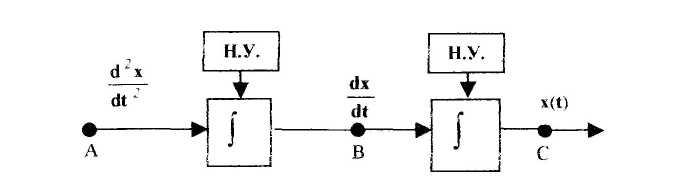 Н.У.
Н.У.
d²x
dt²
dx
dt
x(t)
∫
∫
A
B
C